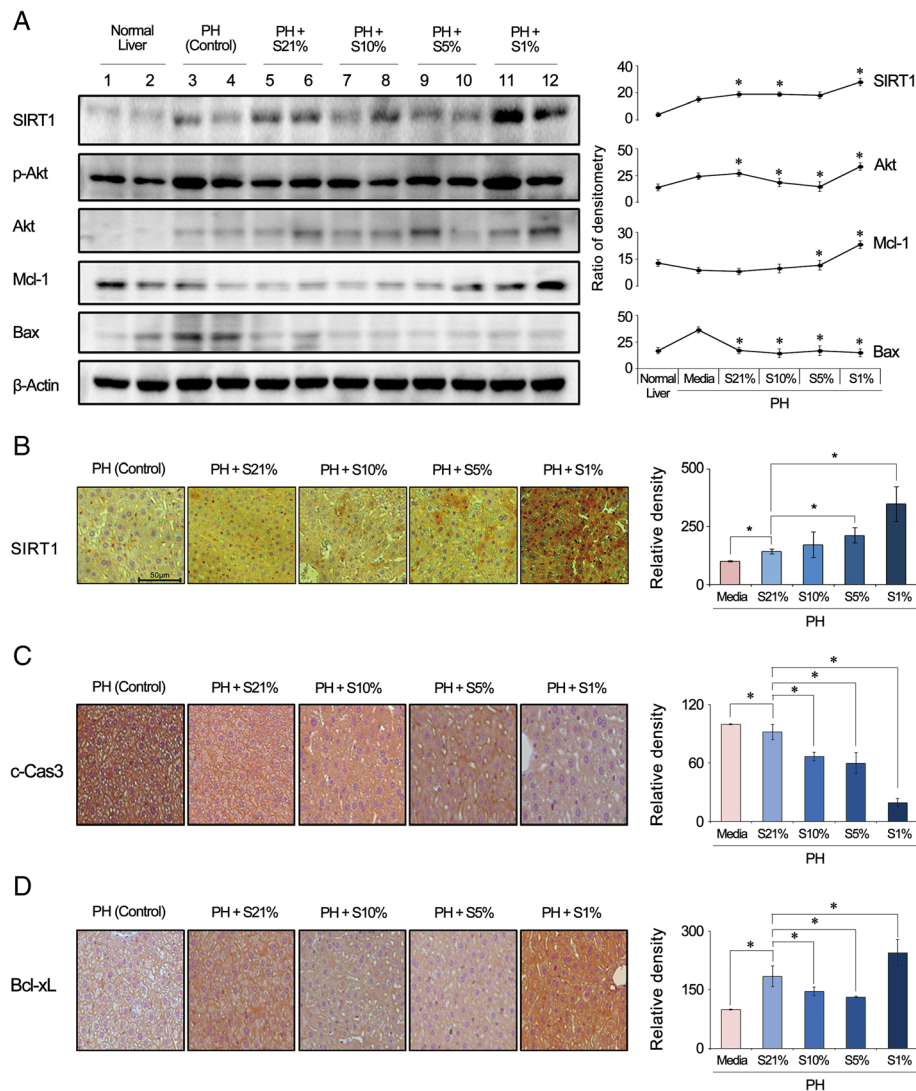 A
Normal Liver
PH (Control)
PH + S21%
PH + S10%
PH + S5%
PH + S1%
1 2 3 4 5 6 7 8 9 10 11 12
SIRT1
p-Akt
Akt
Mcl-1
Bax
β-Actin
Ratio of densitometry
40
20
0
* * *
SIRT1
50
25
0
* * * * *
Akt
30
15
0
* *
Mcl-1
50
25
0
* * * *
Bax
Normal Liver
Media
S21%
S10%
S5%
S1%
PH
B
PH (Control)
PH + S21%
PH + S10%
PH + S5%
PH + S1%
SIRT1
50μm
Relative density
500
250
0
* * *
Media
S21%
S10%
S5%
S1%
PH
C
PH (Control)
PH + S21%
PH + S10%
PH + S5%
PH + S1%
c-Cas3
Relative density
120
60
0
* * * *
Media
S21%
S10%
S5%
S1%
PH
D
PH (Control)
PH + S21%
PH + S10%
PH + S5%
PH + S1%
Bcl-xL
Relative density
300
150
0
* * * *
Media
S21%
S10%
S5%
S1%
PH